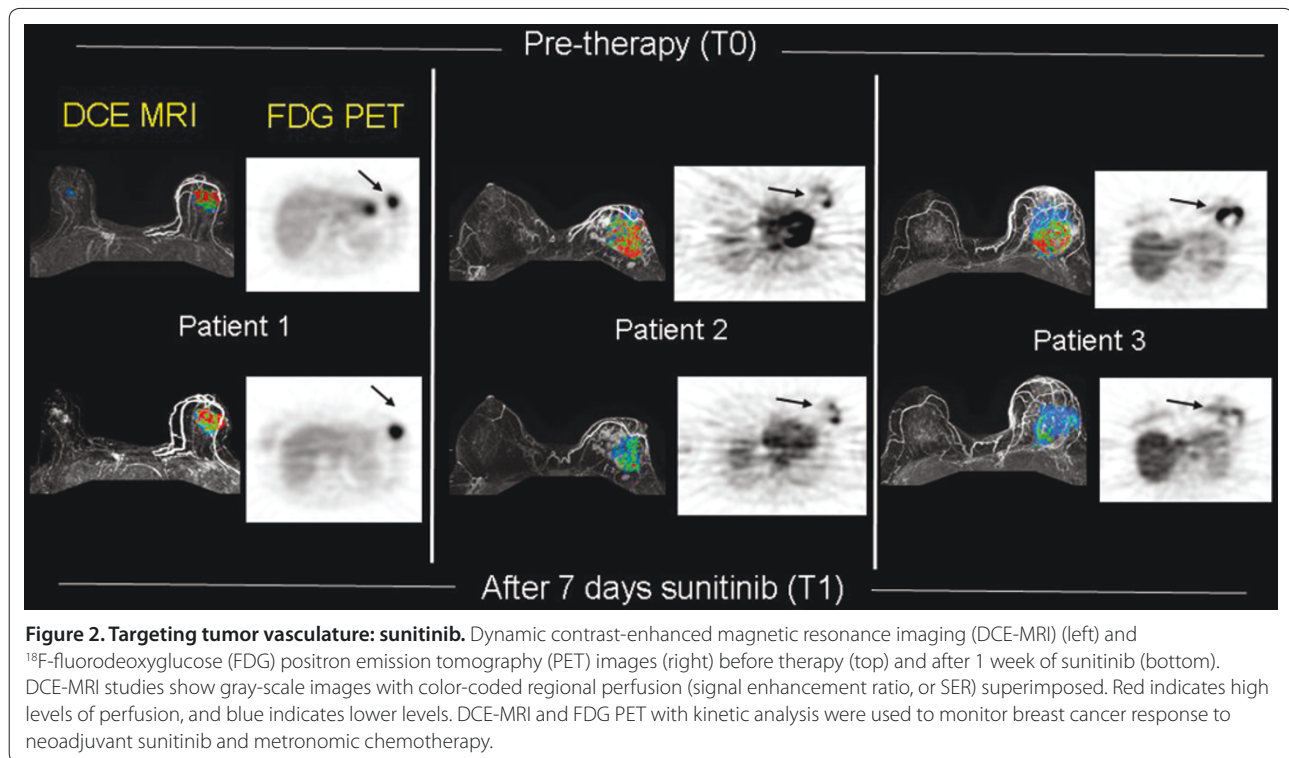 Pre-therapy (T0)
DCE MRI FDG PET
Patient 1
Patient 2
Patient 3
After 7 days sunitinib (T1)
Figure 2. Targeting tumor vasculature: sunitinib. Dynamic contrast-enhanced magnetic resonance imaging (DCE-MRI) (left) and
¹⁸F-fluorodeoxyglucose (FDG) positron emission tomography (PET) images (right) before therapy (top) and after 1 week of sunitinib (bottom).
DCE-MRI studies show gray-scale images with color-coded regional perfusion (signal enhancement ratio, or SER) superimposed. Red indicates high
levels of perfusion, and blue indicates lower levels. DCE-MRI and FDG PET with kinetic analysis were used to monitor breast cancer response to
neoadjuvant sunitinib and metronomic chemotherapy.